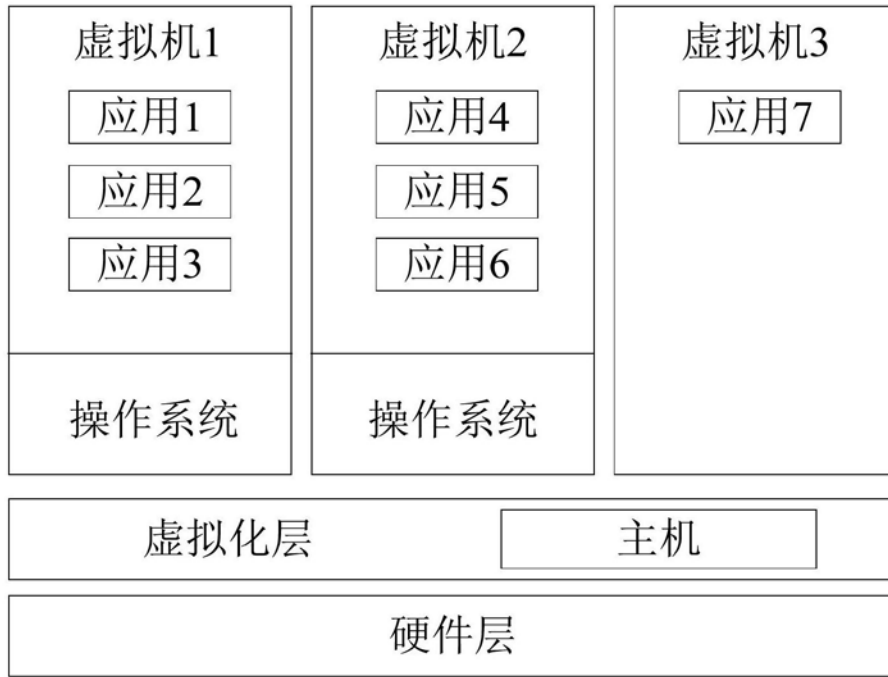 虚拟机1
应用1
应用2
应用3
操作系统
虚拟机2
应用4
应用5
应用6
操作系统
虚拟机3
应用7
虚拟化层
主机
硬件层